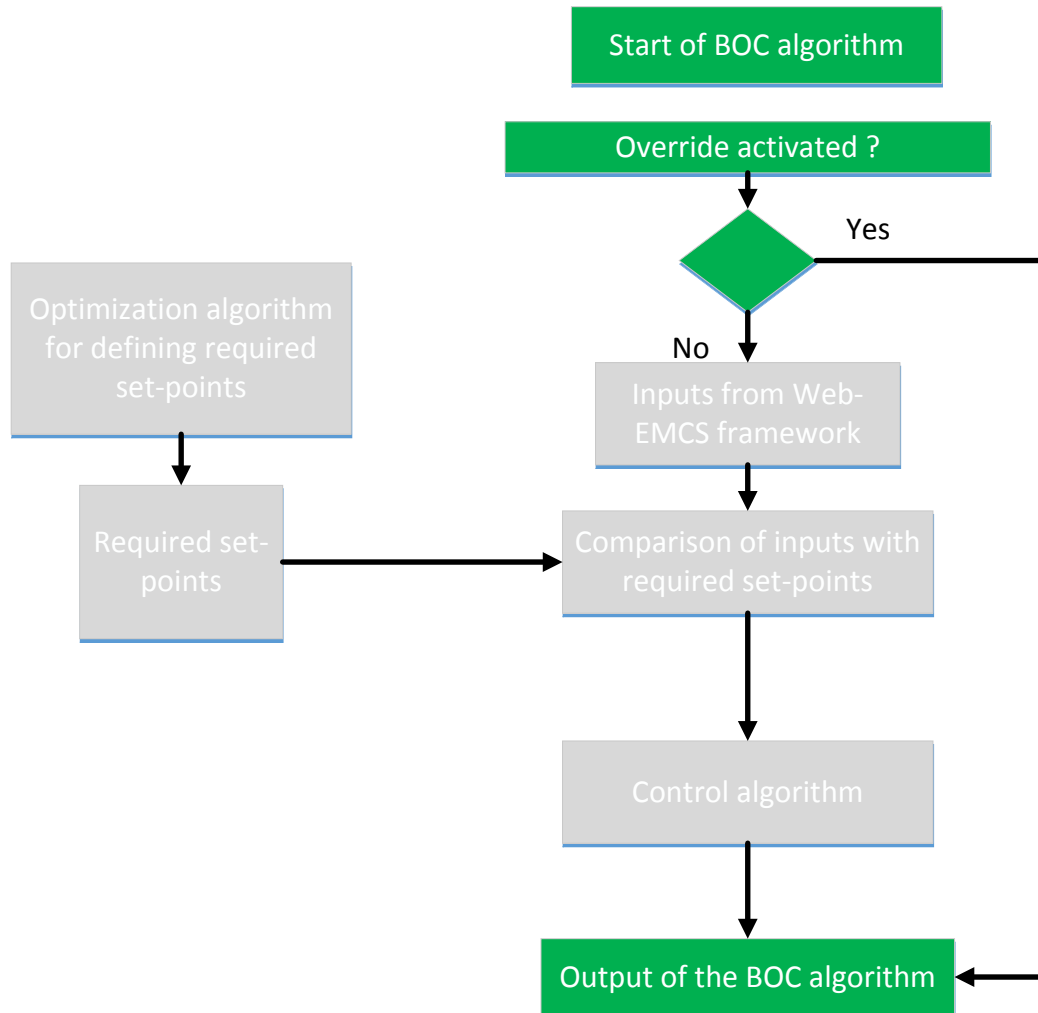 Start of BOC algorithm
Override activated ?
Yes
No
Optimization algorithm
for defining required
set-points
Inputs from Web-
EMCS framework
Required set-
points
Comparison of inputs with
required set-points
Control algorithm
Output of the BOC algorithm